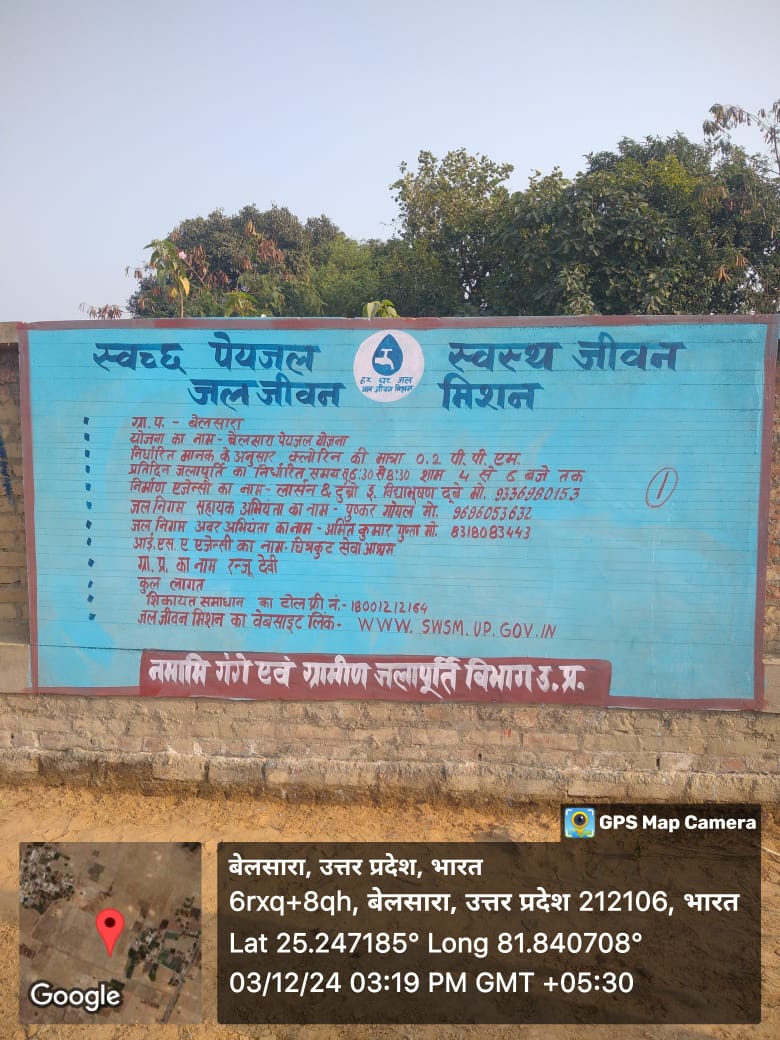 स्वच्छ पेयजल स्वस्थ जीवन
जल जीवन मिशन
हर घर जल
जल जीवन मिशन
ग्रा.प. - बेलसारा
योजना का नाम - बेलसारा पेयजल योजना
निर्धारित मानक के अनुसार क्लोरिन की मात्रा 0.2 पी.पी.एम.
प्रतिदिन जलापूर्ति का निर्धारित समय 6:30 से 8:30 शाम 4 से 6 बजे तक
निर्माण एजेन्सी का नाम - लार्सन & टुब्रो इ. विद्याभूषण दूबे मो. 9336980153
1
जल निगम सहायक अभियंता का नाम - पुष्कर गोयल मो. 9696053632
जल निगम अवर अभियंता का नाम - अमित कुमार गुप्ता मो. 8318083443
आई.एस.ए एजेन्सी का नाम - चित्रकुट सेवा आश्रम
ग्रा.प्र. का नाम रन्जू देवी
कुल लागत
शिकायत समाधान का टोल फ्री नं.- 18001212164
जल जीवन मिशन का वेबसाइट लिंक- WWW.SWSM.UP.GOV.IN
नमामि गंगे एवं ग्रामीण जलापूर्ति विभाग उ.प्र.
GPS Map Camera
बेलसारा, उत्तर प्रदेश, भारत
6rxq+8qh, बेलसारा, उत्तर प्रदेश 212106, भारत
Lat 25.247185° Long 81.840708°
03/12/24 03:19 PM GMT +05:30
Google